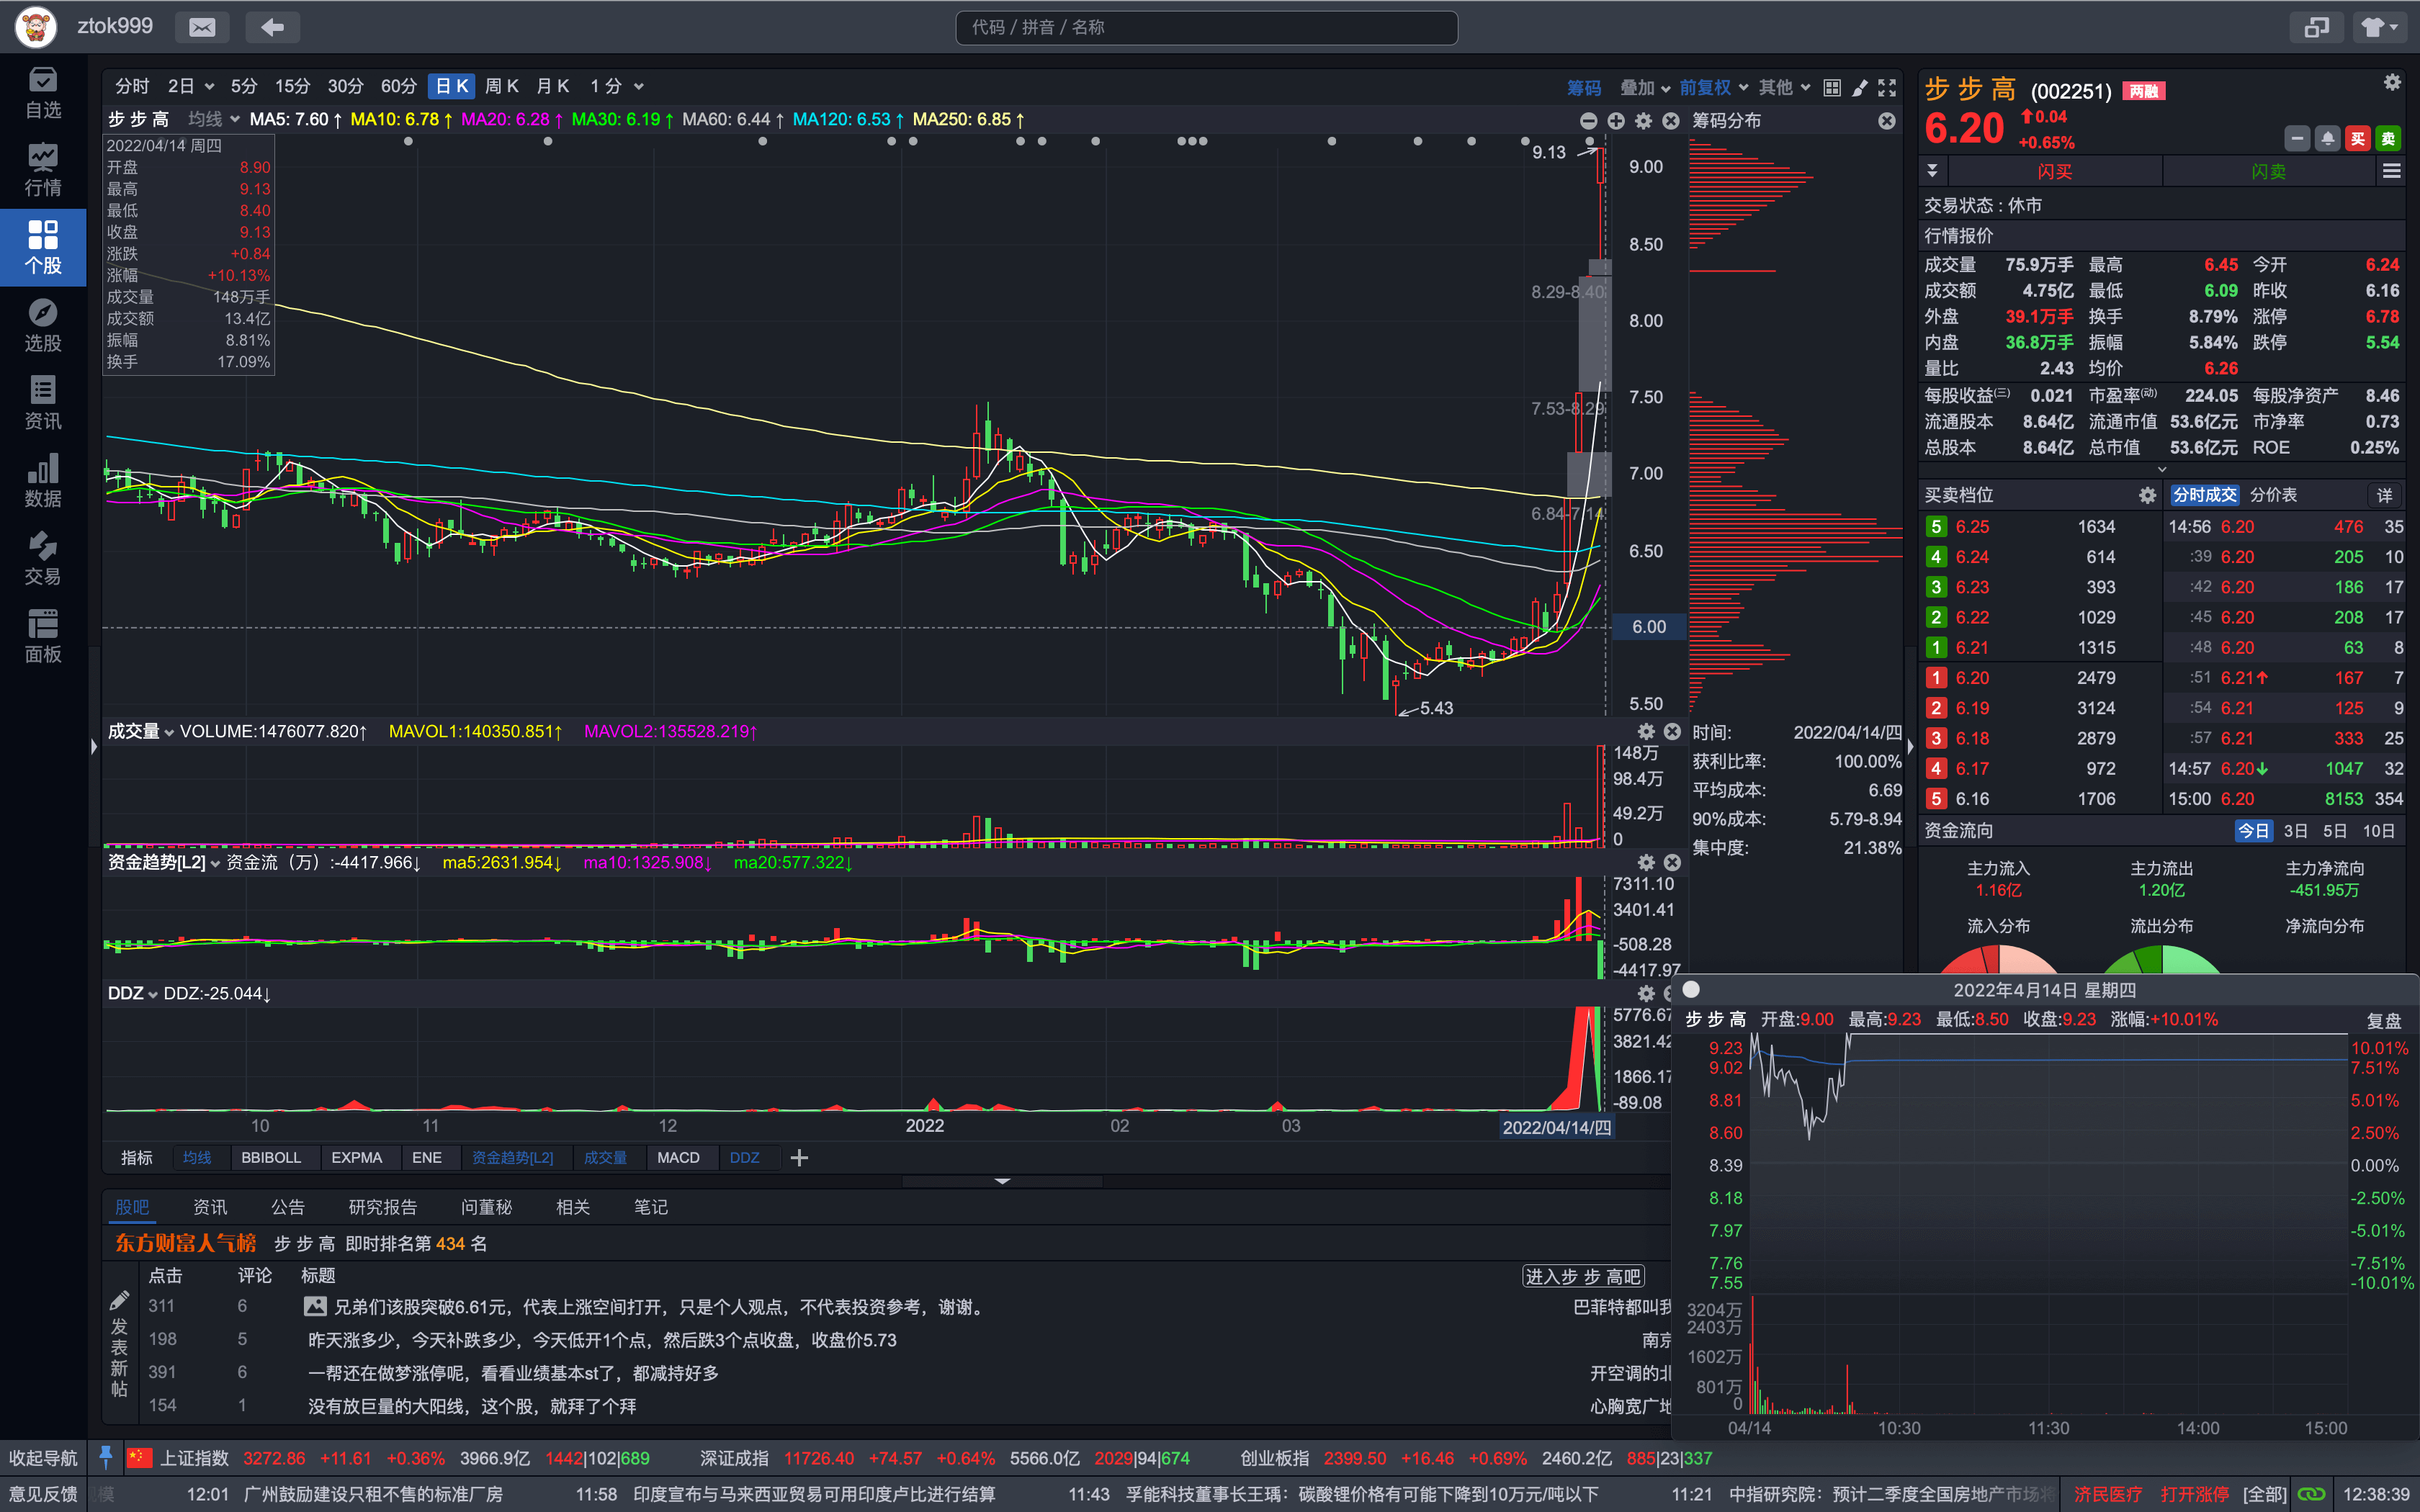 ztok999
代码 / 拼音 / 名称
自选
行情
个股
选股
资讯
数据
交易
面板
分时 2日 5分 15分 30分 60分 日K 周K 月K 1分 筹码 叠加 前复权 其他
步步高 均线 MA5: 7.60↑ MA10: 6.78↑ MA20: 6.28↑ MA30: 6.19↑ MA60: 6.44↑ MA120: 6.53↑ MA250: 6.85↑
2022/04/14 周四
开盘 8.90
最高 9.13
最低 8.40
收盘 9.13
涨跌 +0.84
涨幅 +10.13%
成交量 148万手
成交额 13.4亿
振幅 8.81%
换手 17.09%
9.13
8.29-8.40
7.53-8.29
6.84-7.14
5.43
9.00
8.50
8.00
7.50
7.00
6.50
6.00
5.50
筹码分布
时间: 2022/04/14/四
获利比率: 100.00%
平均成本: 6.69
90%成本: 5.79-8.94
集中度: 21.38%
成交量 VOLUME:1476077.820↑ MAVOL1:140350.851↑ MAVOL2:135528.219↑
148万
98.4万
49.2万
0
资金趋势[L2] 资金流（万）:-4417.966↓ ma5:2631.954↓ ma10:1325.908↓ ma20:577.322↓
7311.10
3401.41
-508.28
-4417.97
DDZ DDZ:-25.044↓
5776.67
3821.42
1866.17
-89.08
10 11 12 2022 02 03 2022/04/14/四
指标 均线 BBIBOLL EXPMA ENE 资金趋势[L2] 成交量 MACD DDZ
股吧 资讯 公告 研究报告 问董秘 相关 笔记
东方财富人气榜 步步高 即时排名第 434 名
点击 评论 标题 进入步步高吧
311 6 兄弟们该股突破6.61元，代表上涨空间打开，只是个人观点，不代表投资参考，谢谢。 巴菲特都叫我
198 5 昨天涨多少，今天补跌多少，今天低开1个点，然后跌3个点收盘，收盘价5.73 南京
391 6 一帮还在做梦涨停呢，看看业绩基本st了，都减持好多 开空调的北
154 1 没有放巨量的大阳线，这个股，就拜了个拜 心胸宽广地
发表新帖
步步高 (002251) 两融
6.20 0.04
+0.65%
买 卖
闪买 闪卖
交易状态 : 休市
行情报价
成交量 75.9万手 最高 6.45 今开 6.24
成交额 4.75亿 最低 6.09 昨收 6.16
外盘 39.1万手 换手 8.79% 涨停 6.78
内盘 36.8万手 振幅 5.84% 跌停 5.54
量比 2.43 均价 6.26
每股收益(三) 0.021 市盈率(动) 224.05 每股净资产 8.46
流通股本 8.64亿 流通市值 53.6亿元 市净率 0.73
总股本 8.64亿 总市值 53.6亿元 ROE 0.25%
买卖档位 分时成交 分价表 详
5 6.25 1634 14:56 6.20 476 35
4 6.24 614 :39 6.20 205 10
3 6.23 393 :42 6.20 186 17
2 6.22 1029 :45 6.20 208 17
1 6.21 1315 :48 6.20 63 8
1 6.20 2479 :51 6.21↑ 167 7
2 6.19 3124 :54 6.21 125 9
3 6.18 2879 :57 6.21 333 25
4 6.17 972 14:57 6.20↓ 1047 32
5 6.16 1706 15:00 6.20 8153 354
资金流向 今日 3日 5日 10日
主力流入 主力流出 主力净流向
1.16亿 1.20亿 -451.95万
流入分布 流出分布 净流向分布
2022年4月14日 星期四
步步高 开盘:9.00 最高:9.23 最低:8.50 收盘:9.23 涨幅:+10.01% 复盘
9.23 10.01%
9.02 7.51%
8.81 5.01%
8.60 2.50%
8.39 0.00%
8.18 -2.50%
7.97 -5.01%
7.76 -7.51%
7.55 -10.01%
3204万
2403万
1602万
801万
0
04/14 10:30 11:30 14:00 15:00
收起导航 上证指数 3272.86 +11.61 +0.36% 3966.9亿 1442|102|689 深证成指 11726.40 +74.57 +0.64% 5566.0亿 2029|94|674 创业板指 2399.50 +16.46 +0.69% 2460.2亿 885|23|337
意见反馈 模 12:01 广州鼓励建设只租不售的标准厂房 11:58 印度宣布与马来西亚贸易可用印度卢比进行结算 11:43 孚能科技董事长王瑀：碳酸锂价格有可能下降到10万元/吨以下 11:21 中指研究院：预计二季度全国房地产市场 济民医疗 打开涨停 [全部] 12:38:39